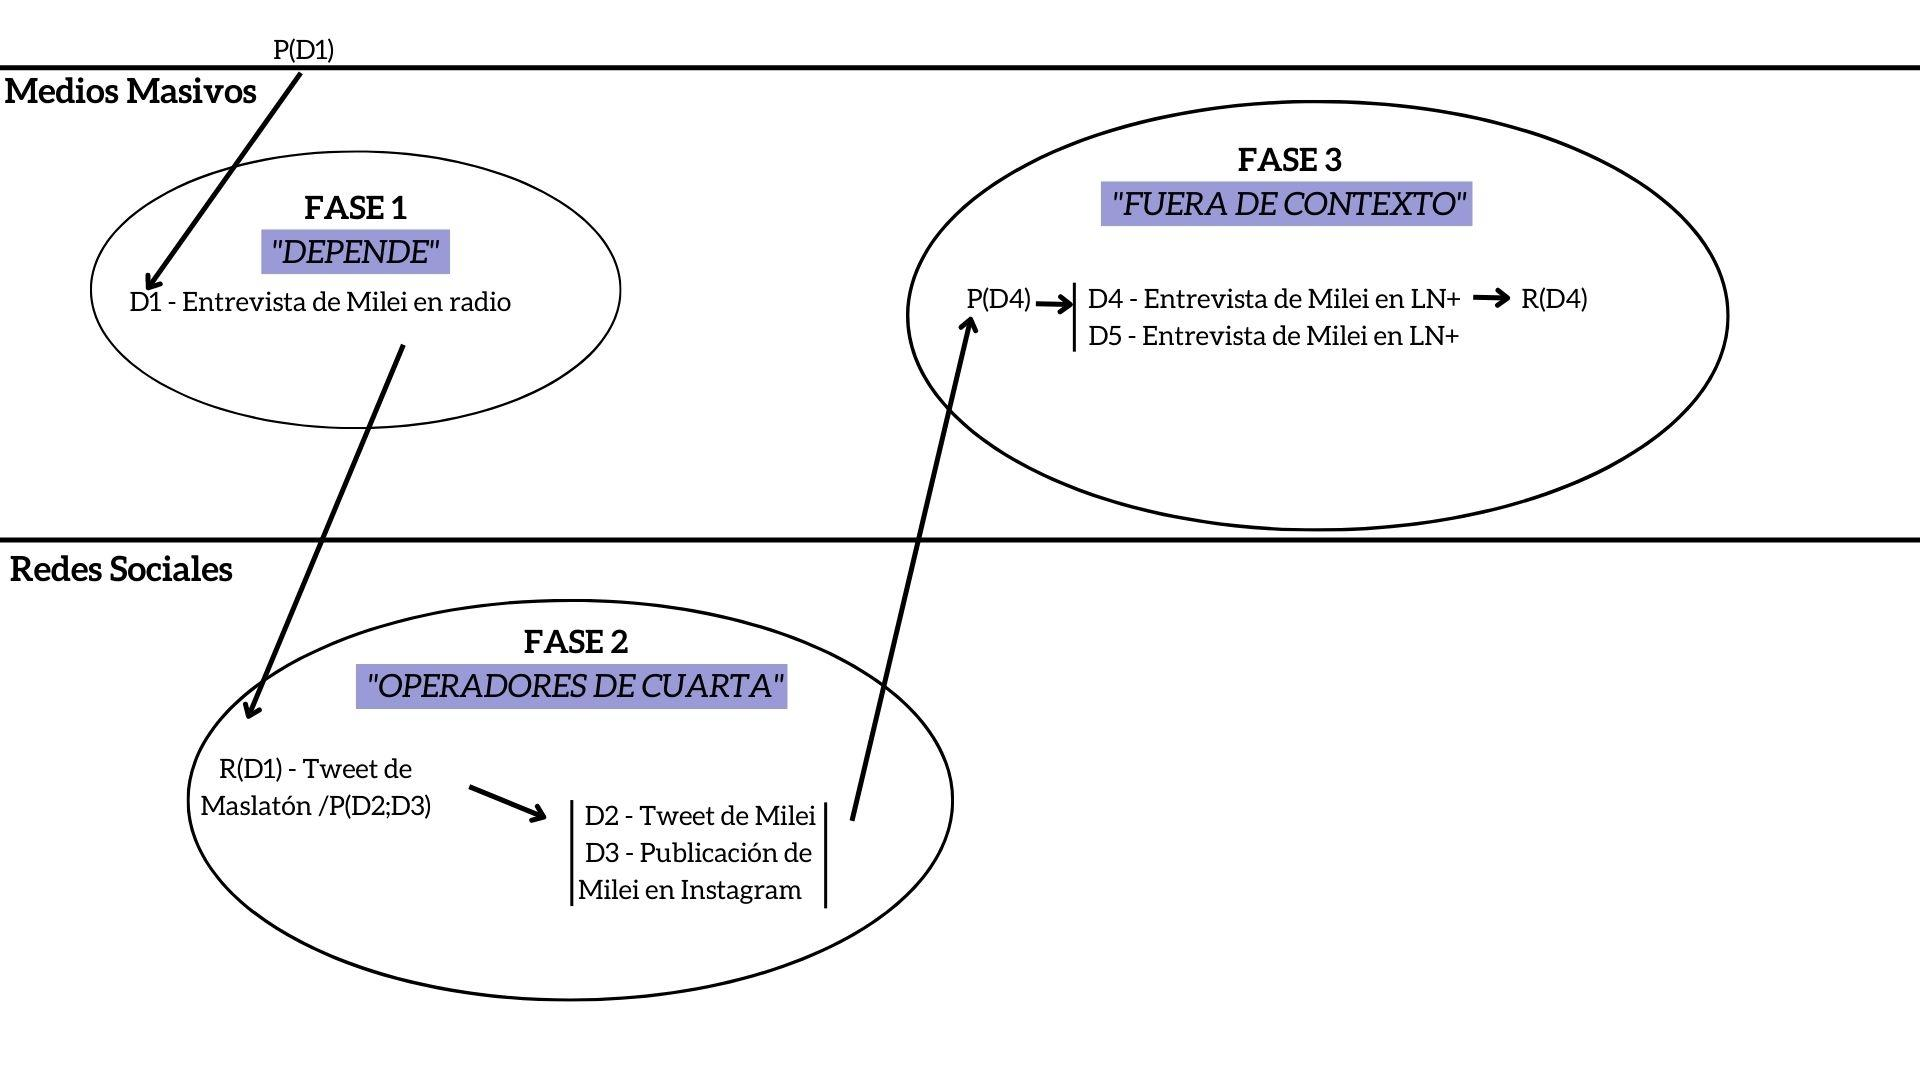 P(D1)
Medios Masivos
FASE 1
"DEPENDE"
D1 - Entrevista de Milei en radio
FASE 3
"FUERA DE CONTEXTO"
P(D4)
D4 - Entrevista de Milei en LN+
R(D4)
D5 - Entrevista de Milei en LN+
Redes Sociales
FASE 2
"OPERADORES DE CUARTA"
R(D1) - Tweet de
Maslatón /P(D2;D3)
D2 - Tweet de Milei
D3 - Publicación de
Milei en Instagram